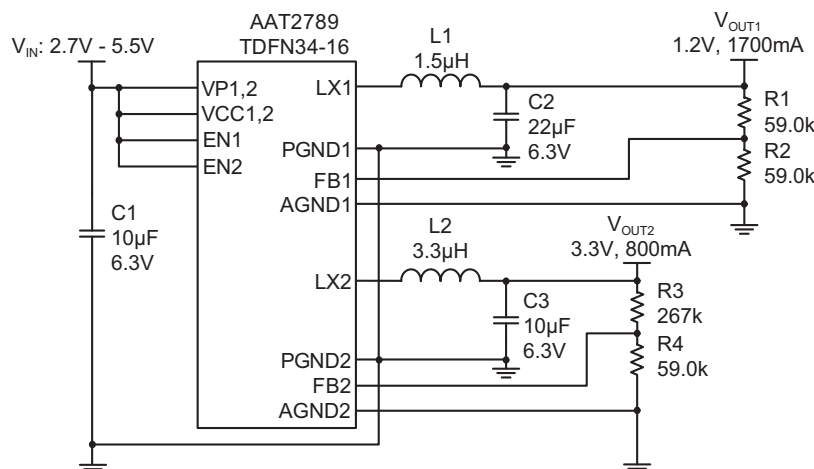 AAT2789
TDFN34-16
V_IN: 2.7V - 5.5V
VP1,2
VCC1,2
EN1
EN2
LX1
PGND1
FB1
AGND1
LX2
PGND2
FB2
AGND2
C1
10µF
6.3V
L1
1.5µH
C2
22µF
6.3V
V_OUT1
1.2V, 1700mA
R1
59.0k
R2
59.0k
L2
3.3µH
C3
10µF
6.3V
V_OUT2
3.3V, 800mA
R3
267k
R4
59.0k